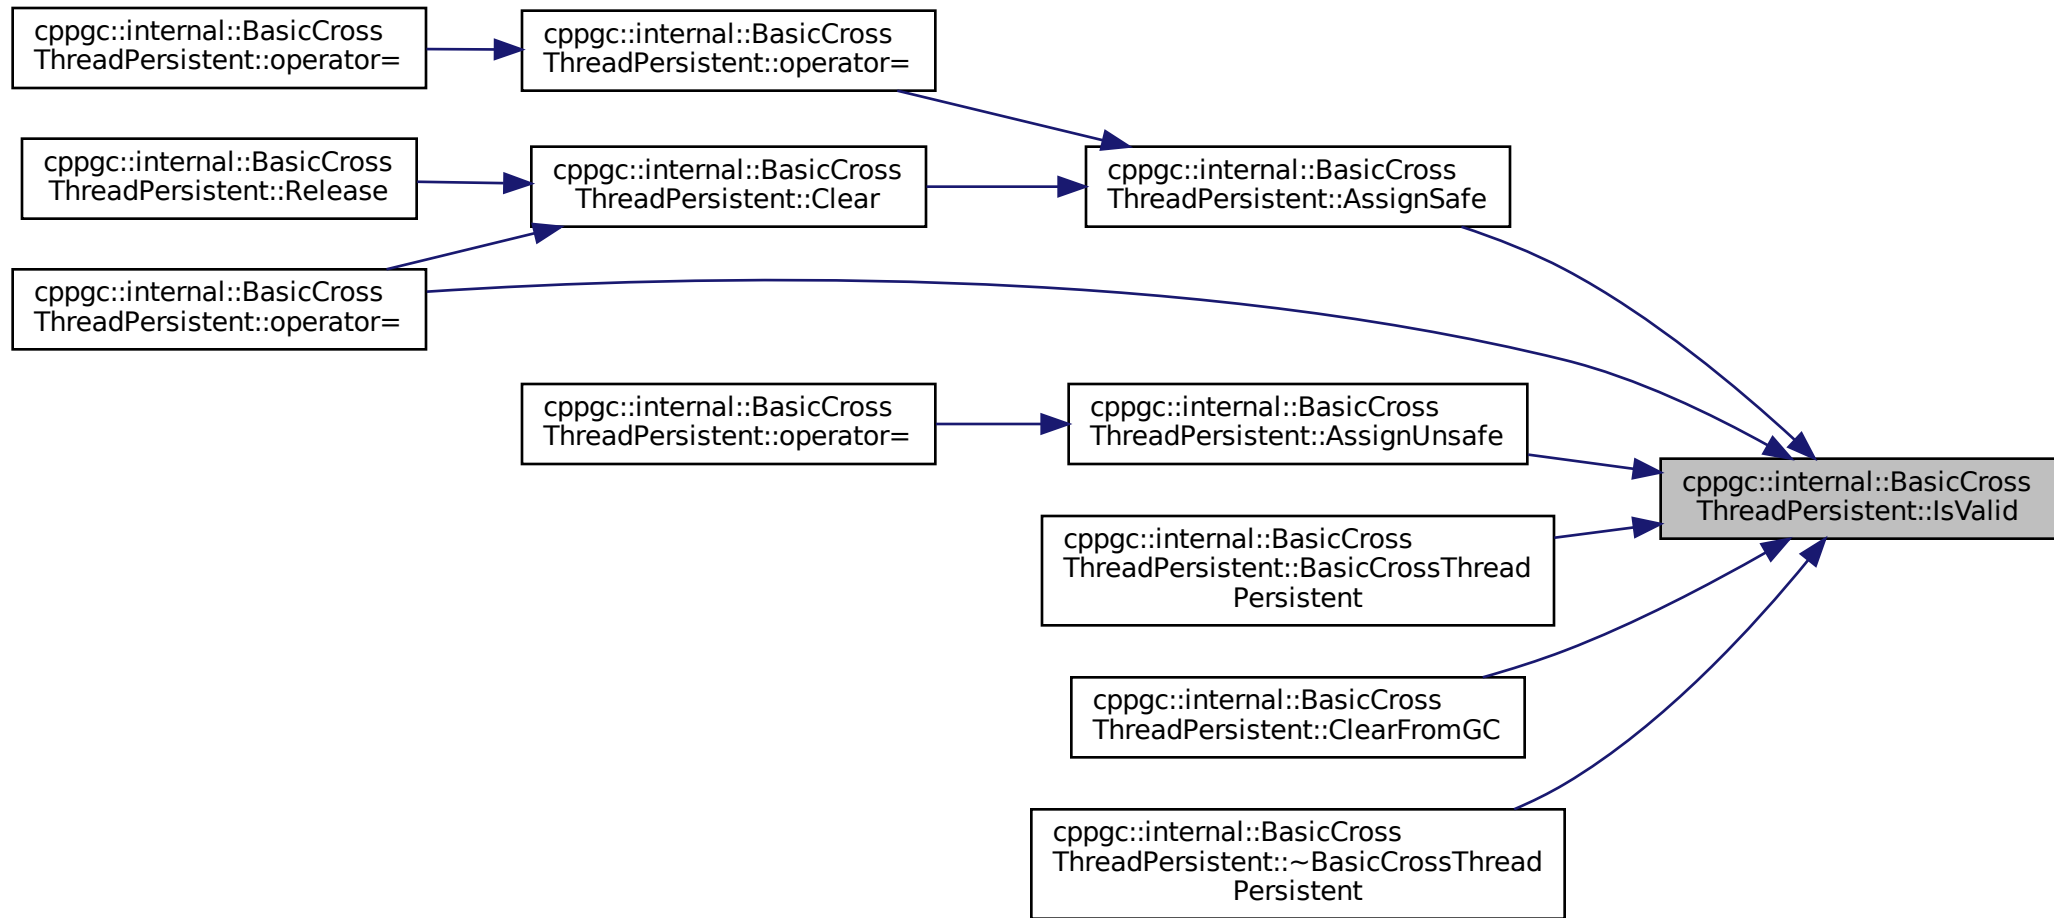 cppgc::internal::BasicCross
ThreadPersistent::operator=
cppgc::internal::BasicCross
ThreadPersistent::operator=
cppgc::internal::BasicCross
ThreadPersistent::Release
cppgc::internal::BasicCross
ThreadPersistent::Clear
cppgc::internal::BasicCross
ThreadPersistent::AssignSafe
cppgc::internal::BasicCross
ThreadPersistent::operator=
cppgc::internal::BasicCross
ThreadPersistent::operator=
cppgc::internal::BasicCross
ThreadPersistent::AssignUnsafe
cppgc::internal::BasicCross
ThreadPersistent::IsValid
cppgc::internal::BasicCross
ThreadPersistent::BasicCrossThread
Persistent
cppgc::internal::BasicCross
ThreadPersistent::ClearFromGC
cppgc::internal::BasicCross
ThreadPersistent::~BasicCrossThread
Persistent